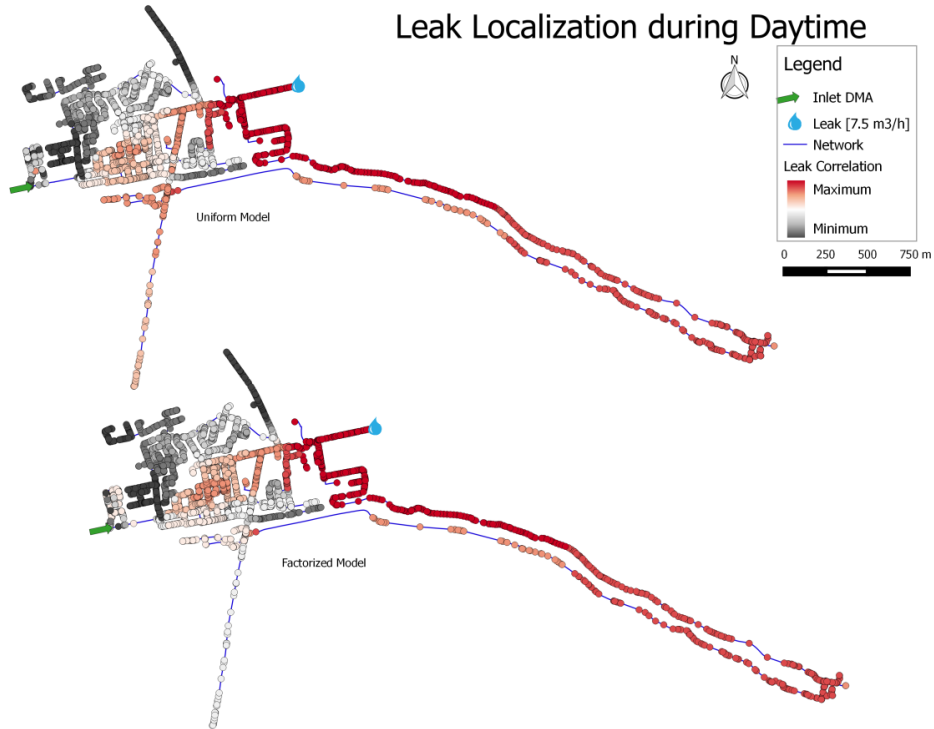 Leak Localization during Daytime
N
Legend
Inlet DMA
Leak [7.5 m3/h]
Network
Leak Correlation
Maximum
Minimum
0 250 500 750 m
Uniform Model
Factorized Model